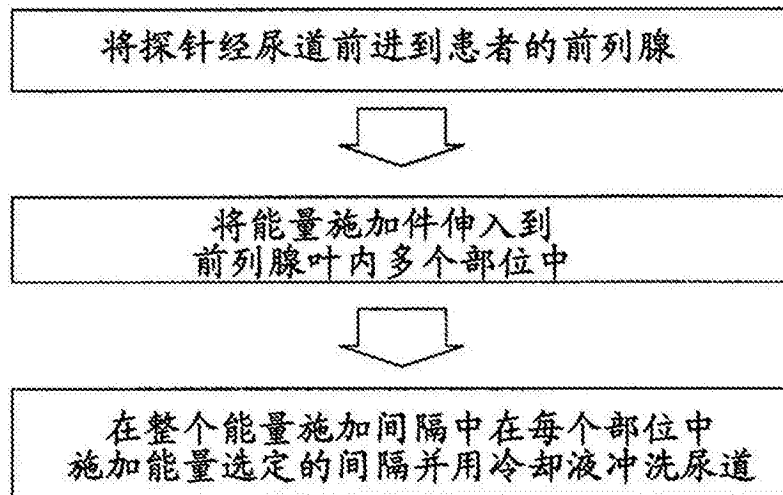 将探针经尿道前进到患者的前列腺
将能量施加件伸入到
前列腺叶内多个部位中
在整个能量施加间隔中在每个部位中
施加能量选定的间隔并用冷却液冲洗尿道